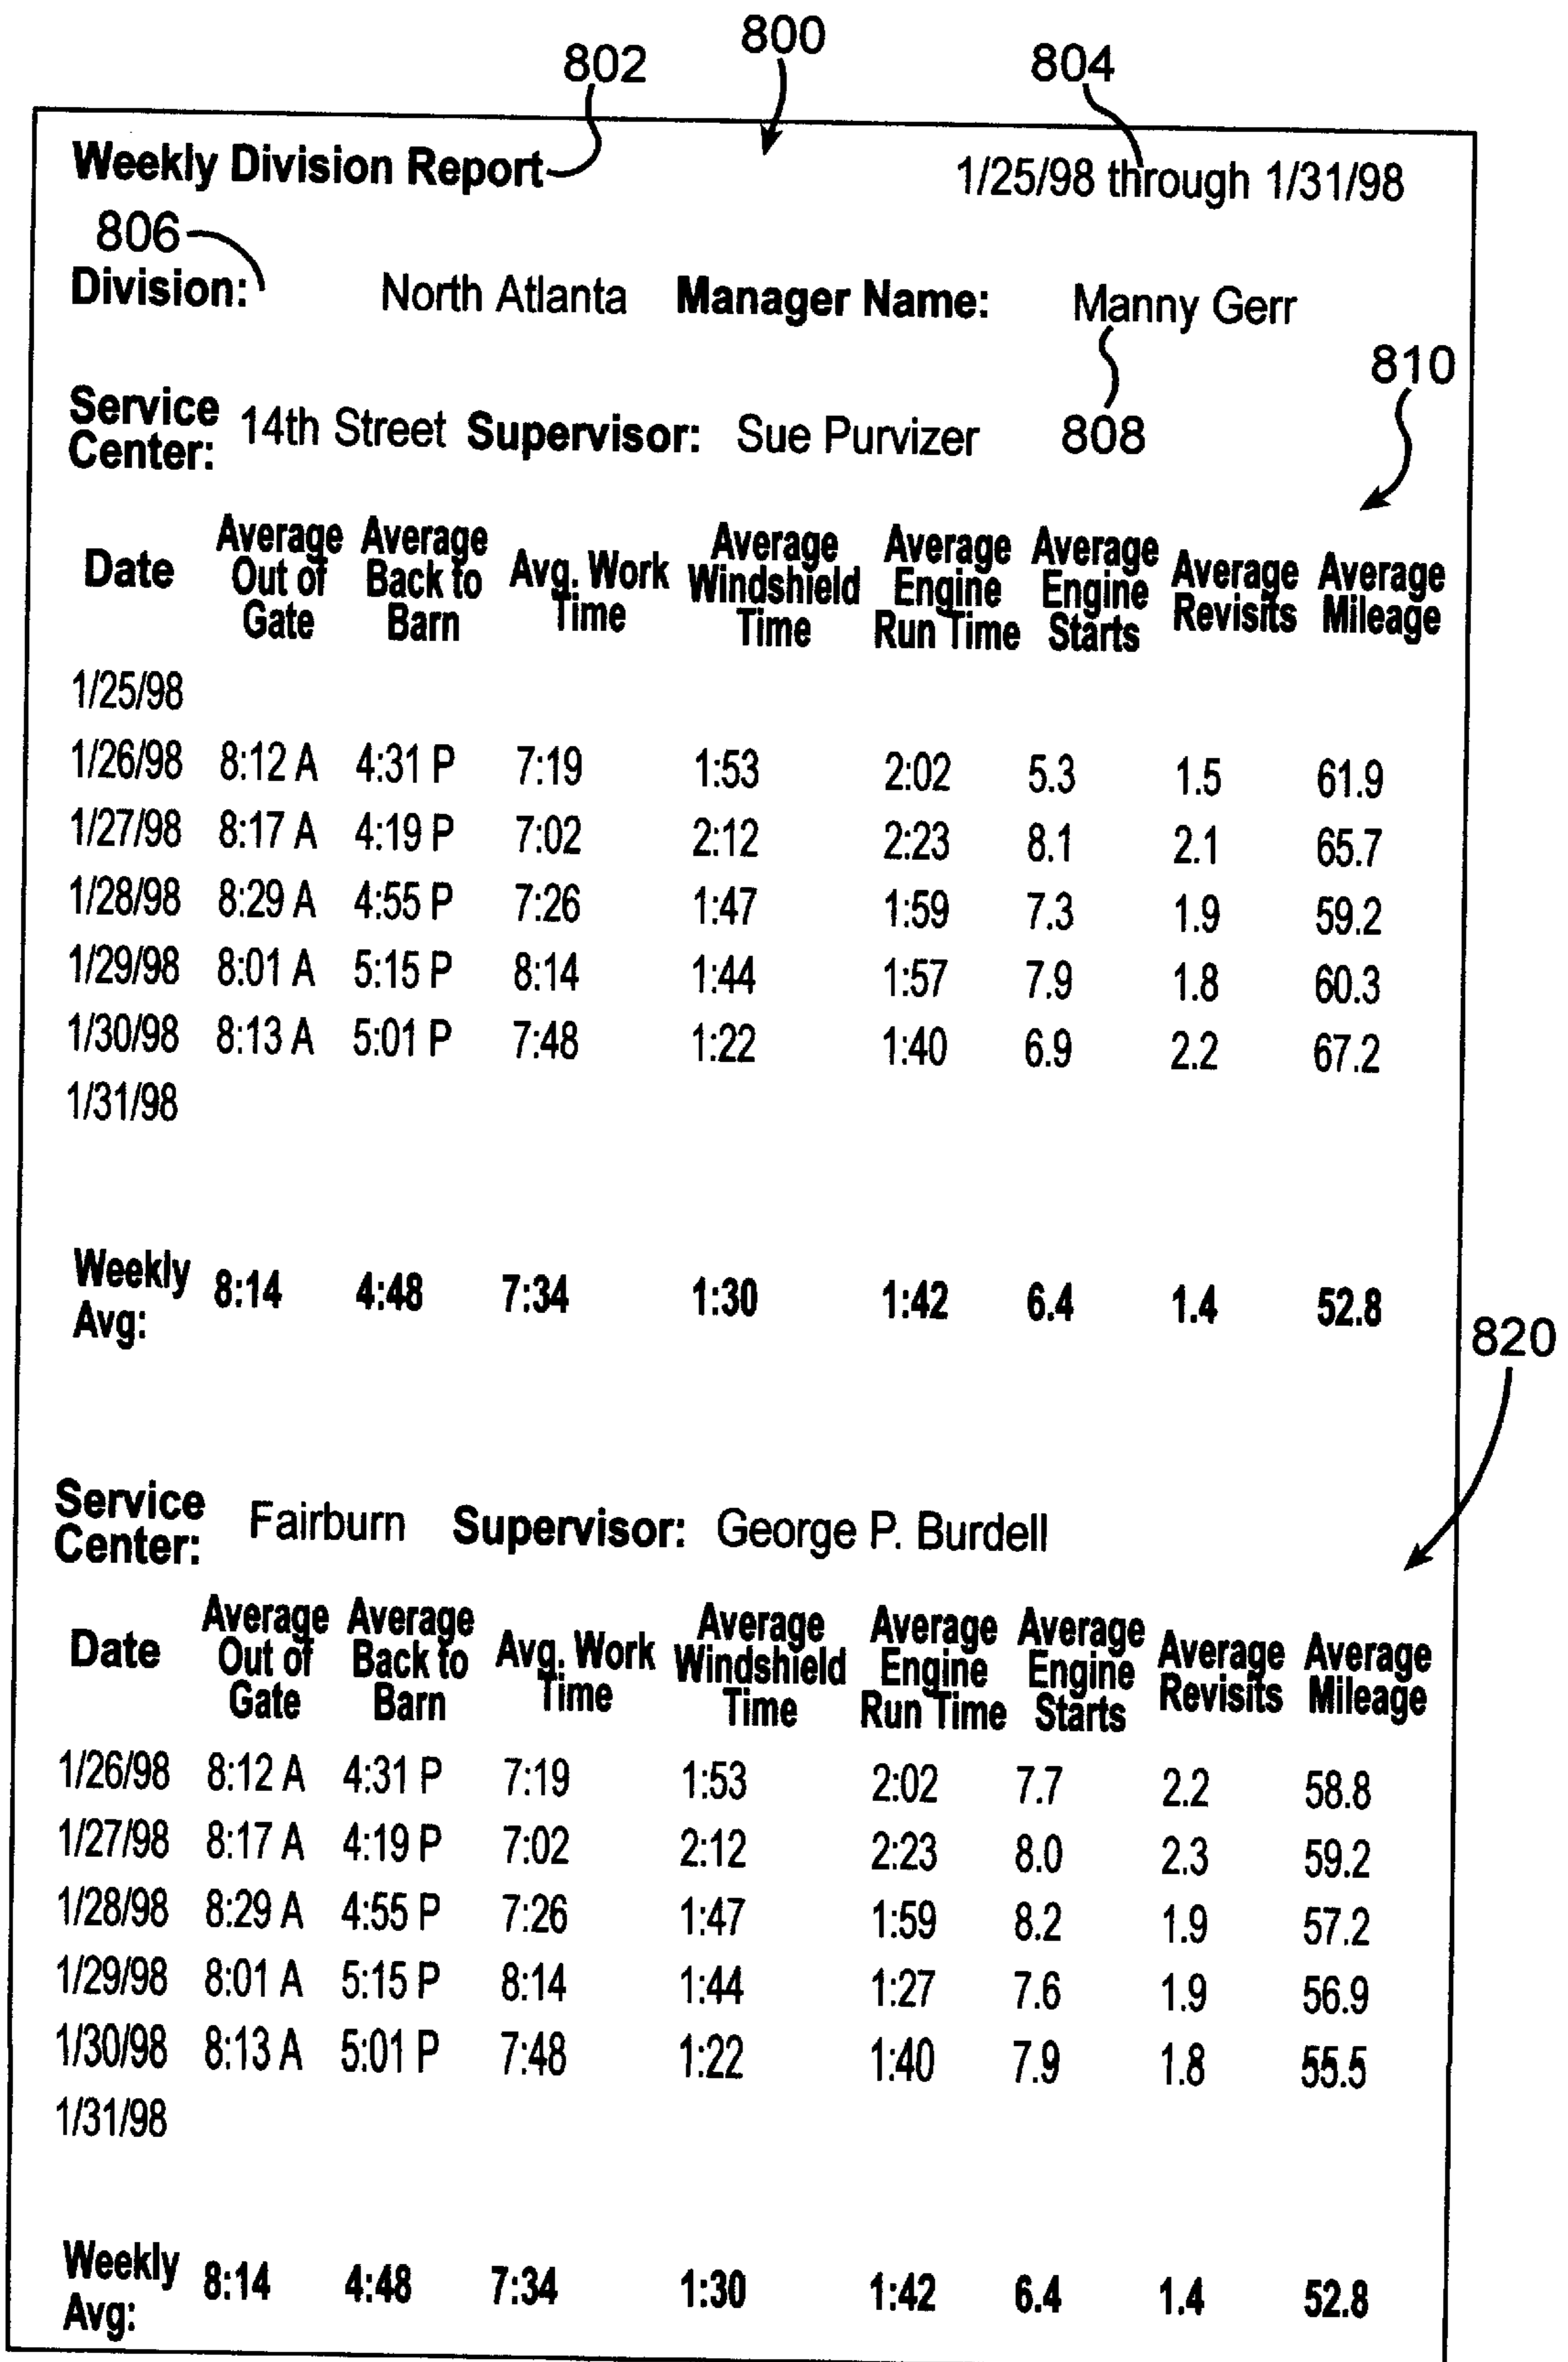 802 800 804
Weekly Division Report 1/25/98 through 1/31/98
806
Division: North Atlanta Manager Name: Manny Gerr
810
Service Center: 14th Street Supervisor: Sue Purvizer 808
Date Average Out of Gate Average Back to Barn Avg. Work Time Average Windshield Time Average Engine Run Time Average Engine Starts Average Revisits Average Mileage
1/25/98
1/26/98 8:12 A 4:31 P 7:19 1:53 2:02 5.3 1.5 61.9
1/27/98 8:17 A 4:19 P 7:02 2:12 2:23 8.1 2.1 65.7
1/28/98 8:29 A 4:55 P 7:26 1:47 1:59 7.3 1.9 59.2
1/29/98 8:01 A 5:15 P 8:14 1:44 1:57 7.9 1.8 60.3
1/30/98 8:13 A 5:01 P 7:48 1:22 1:40 6.9 2.2 67.2
1/31/98
Weekly Avg: 8:14 4:48 7:34 1:30 1:42 6.4 1.4 52.8
820
Service Center: Fairburn Supervisor: George P. Burdell
Date Average Out of Gate Average Back to Barn Avg. Work Time Average Windshield Time Average Engine Run Time Average Engine Starts Average Revisits Average Mileage
1/26/98 8:12 A 4:31 P 7:19 1:53 2:02 7.7 2.2 58.8
1/27/98 8:17 A 4:19 P 7:02 2:12 2:23 8.0 2.3 59.2
1/28/98 8:29 A 4:55 P 7:26 1:47 1:59 8.2 1.9 57.2
1/29/98 8:01 A 5:15 P 8:14 1:44 1:27 7.6 1.9 56.9
1/30/98 8:13 A 5:01 P 7:48 1:22 1:40 7.9 1.8 55.5
1/31/98
Weekly Avg: 8:14 4:48 7:34 1:30 1:42 6.4 1.4 52.8